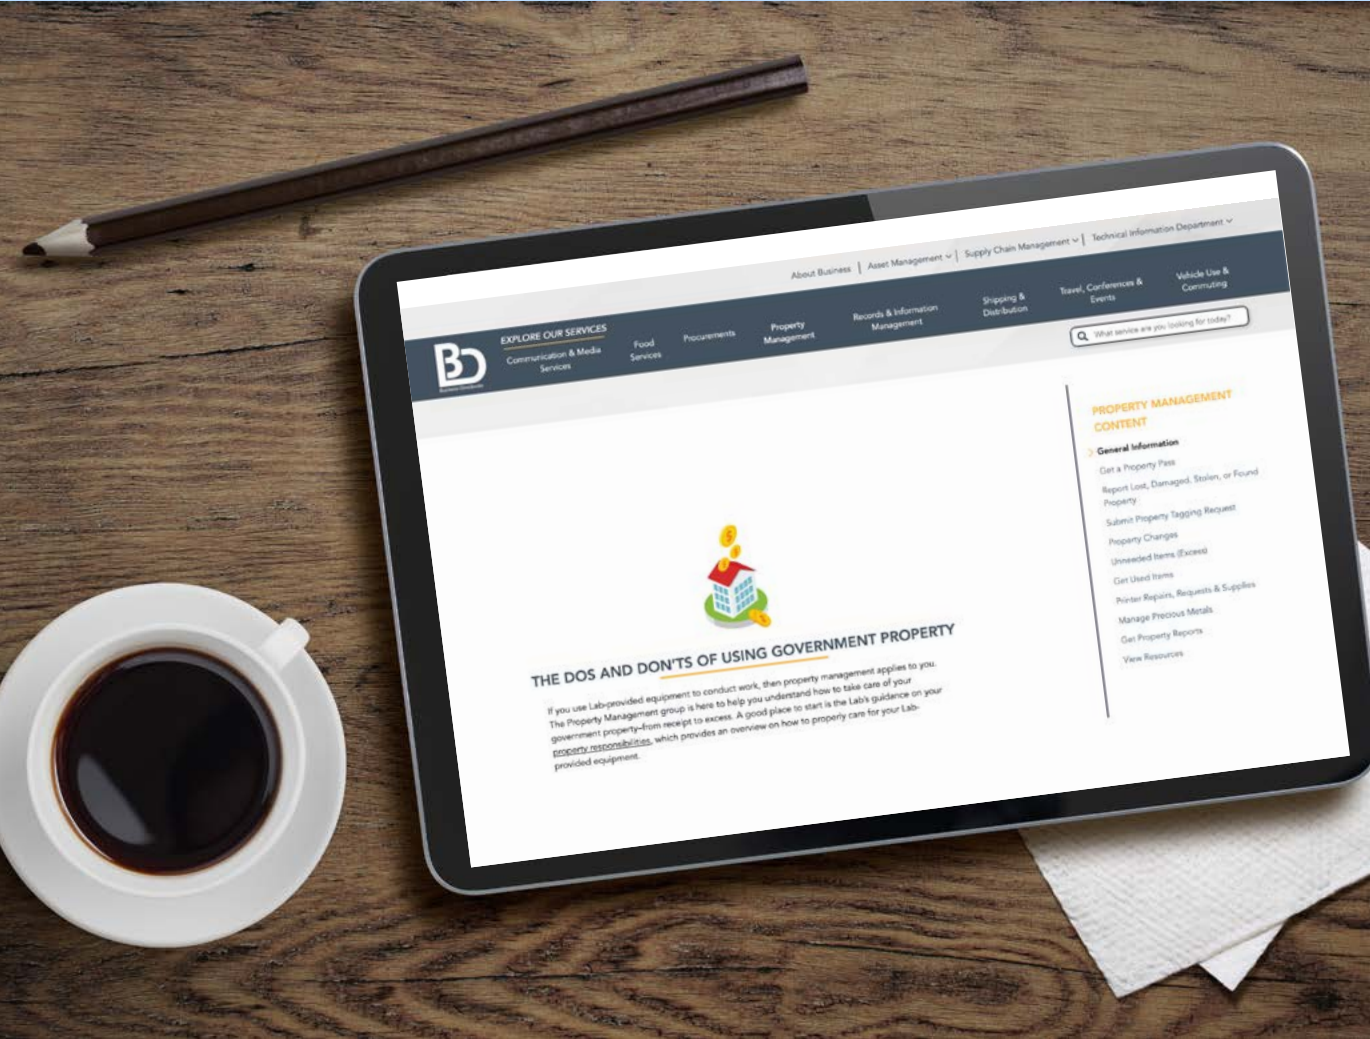 About Business | Asset Management | Supply Chain Management | Technical Information Department
BD
EXPLORE OUR SERVICES
Communication & Media
Services
Food
Services
Procurements
Property
Management
Records & Information
Management
Shipping &
Distribution
Travel, Conferences &
Events
Vehicle Use &
Commuting
What service are you looking for today?
THE DOS AND DON'TS OF USING GOVERNMENT PROPERTY
If you use Lab-provided equipment to conduct work, then property management applies to you.
The Property Management group is here to help you understand how to take care of your
government property–from receipt to excess. A good place to start is the Lab's guidance on your
property responsibilities, which provides an overview on how to properly care for your Lab-
provided equipment.
PROPERTY MANAGEMENT
CONTENT
General Information
Get a Property Pass
Report Lost, Damaged, Stolen, or Found
Property
Submit Property Tagging Request
Property Changes
Unneeded Items (Excess)
Get Used Items
Printer Repairs, Requests & Supplies
Manage Precious Metals
Get Property Reports
View Resources